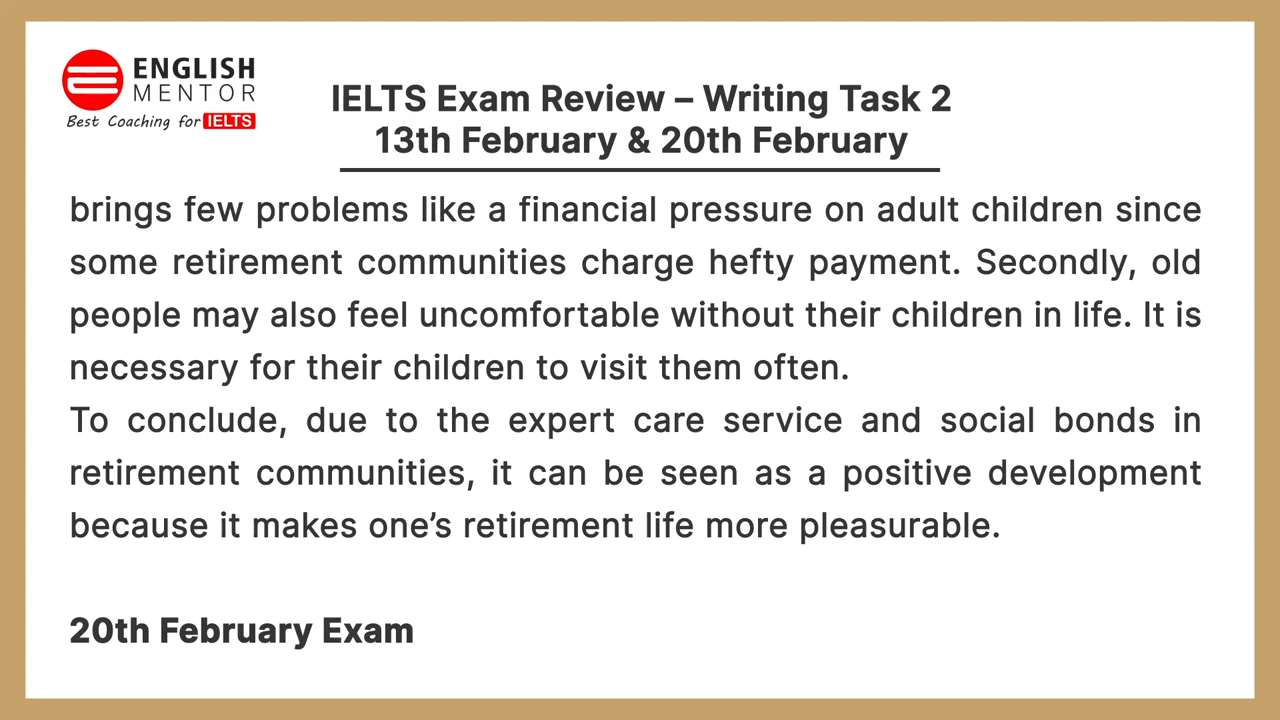 ENGLISH
MENTOR
Best Coaching for IELTS
IELTS Exam Review – Writing Task 2
13th February & 20th February
brings few problems like a financial pressure on adult children since
some retirement communities charge hefty payment. Secondly, old
people may also feel uncomfortable without their children in life. It is
necessary for their children to visit them often.
To conclude, due to the expert care service and social bonds in
retirement communities, it can be seen as a positive development
because it makes one’s retirement life more pleasurable.
20th February Exam